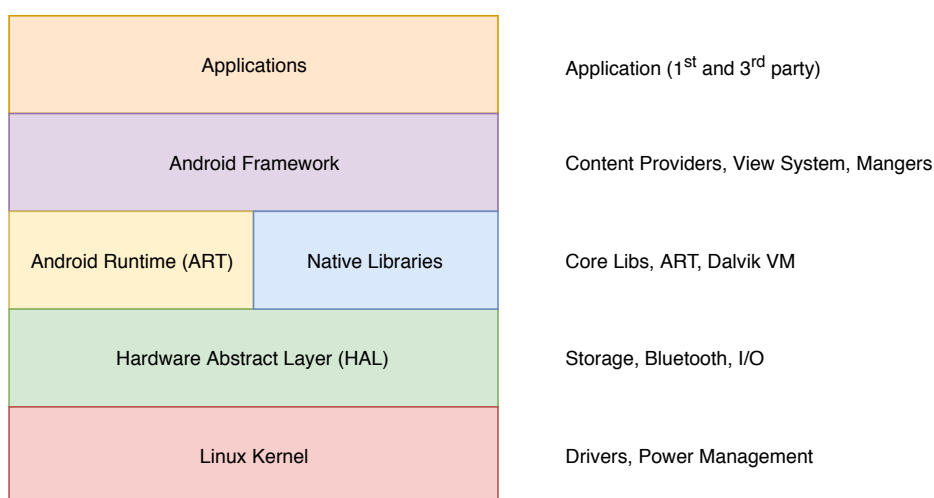 Applications
Application (1st and 3rd party)
Android Framework
Content Providers, View System, Mangers
Android Runtime (ART)
Native Libraries
Core Libs, ART, Dalvik VM
Hardware Abstract Layer (HAL)
Storage, Bluetooth, I/O
Linux Kernel
Drivers, Power Management